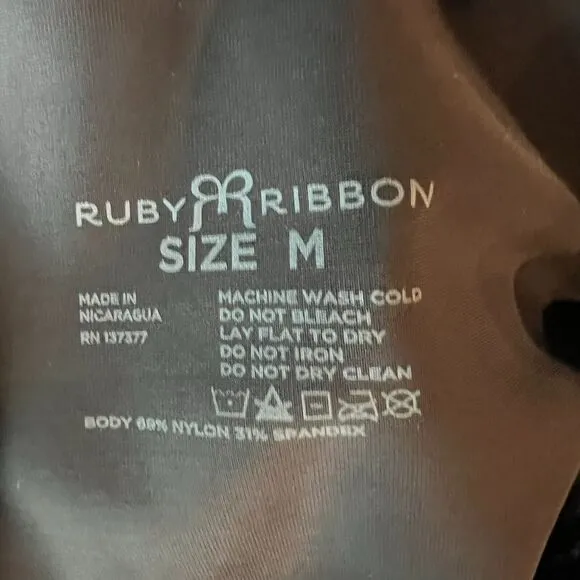 RUBY RIBBON
SIZE M
MADE IN
NICARAGUA
RN 137377
MACHINE WASH COLD
DO NOT BLEACH
LAY FLAT TO DRY
DO NOT IRON
DO NOT DRY CLEAN
BODY 69% NYLON 31% SPANDEX